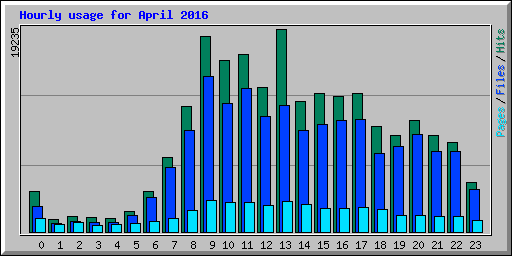 Hourly usage for April 2016
19235
Pages/Files/Hits
0 1 2 3 4 5 6 7 8 9 10 11 12 13 14 15 16 17 18 19 20 21 22 23